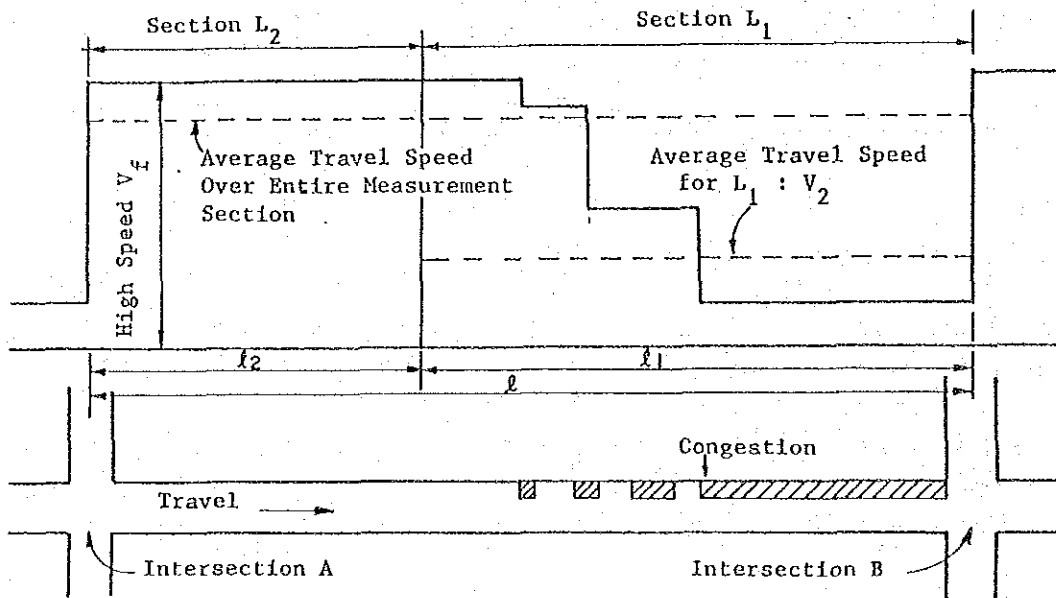 Section L₂
Section L₁
High Speed V_f
Average Travel Speed
Over Entire Measurement
Section
Average Travel Speed
for L₁ : V₂
ℓ₂
ℓ₁
ℓ
Congestion
Travel
Intersection A
Intersection B